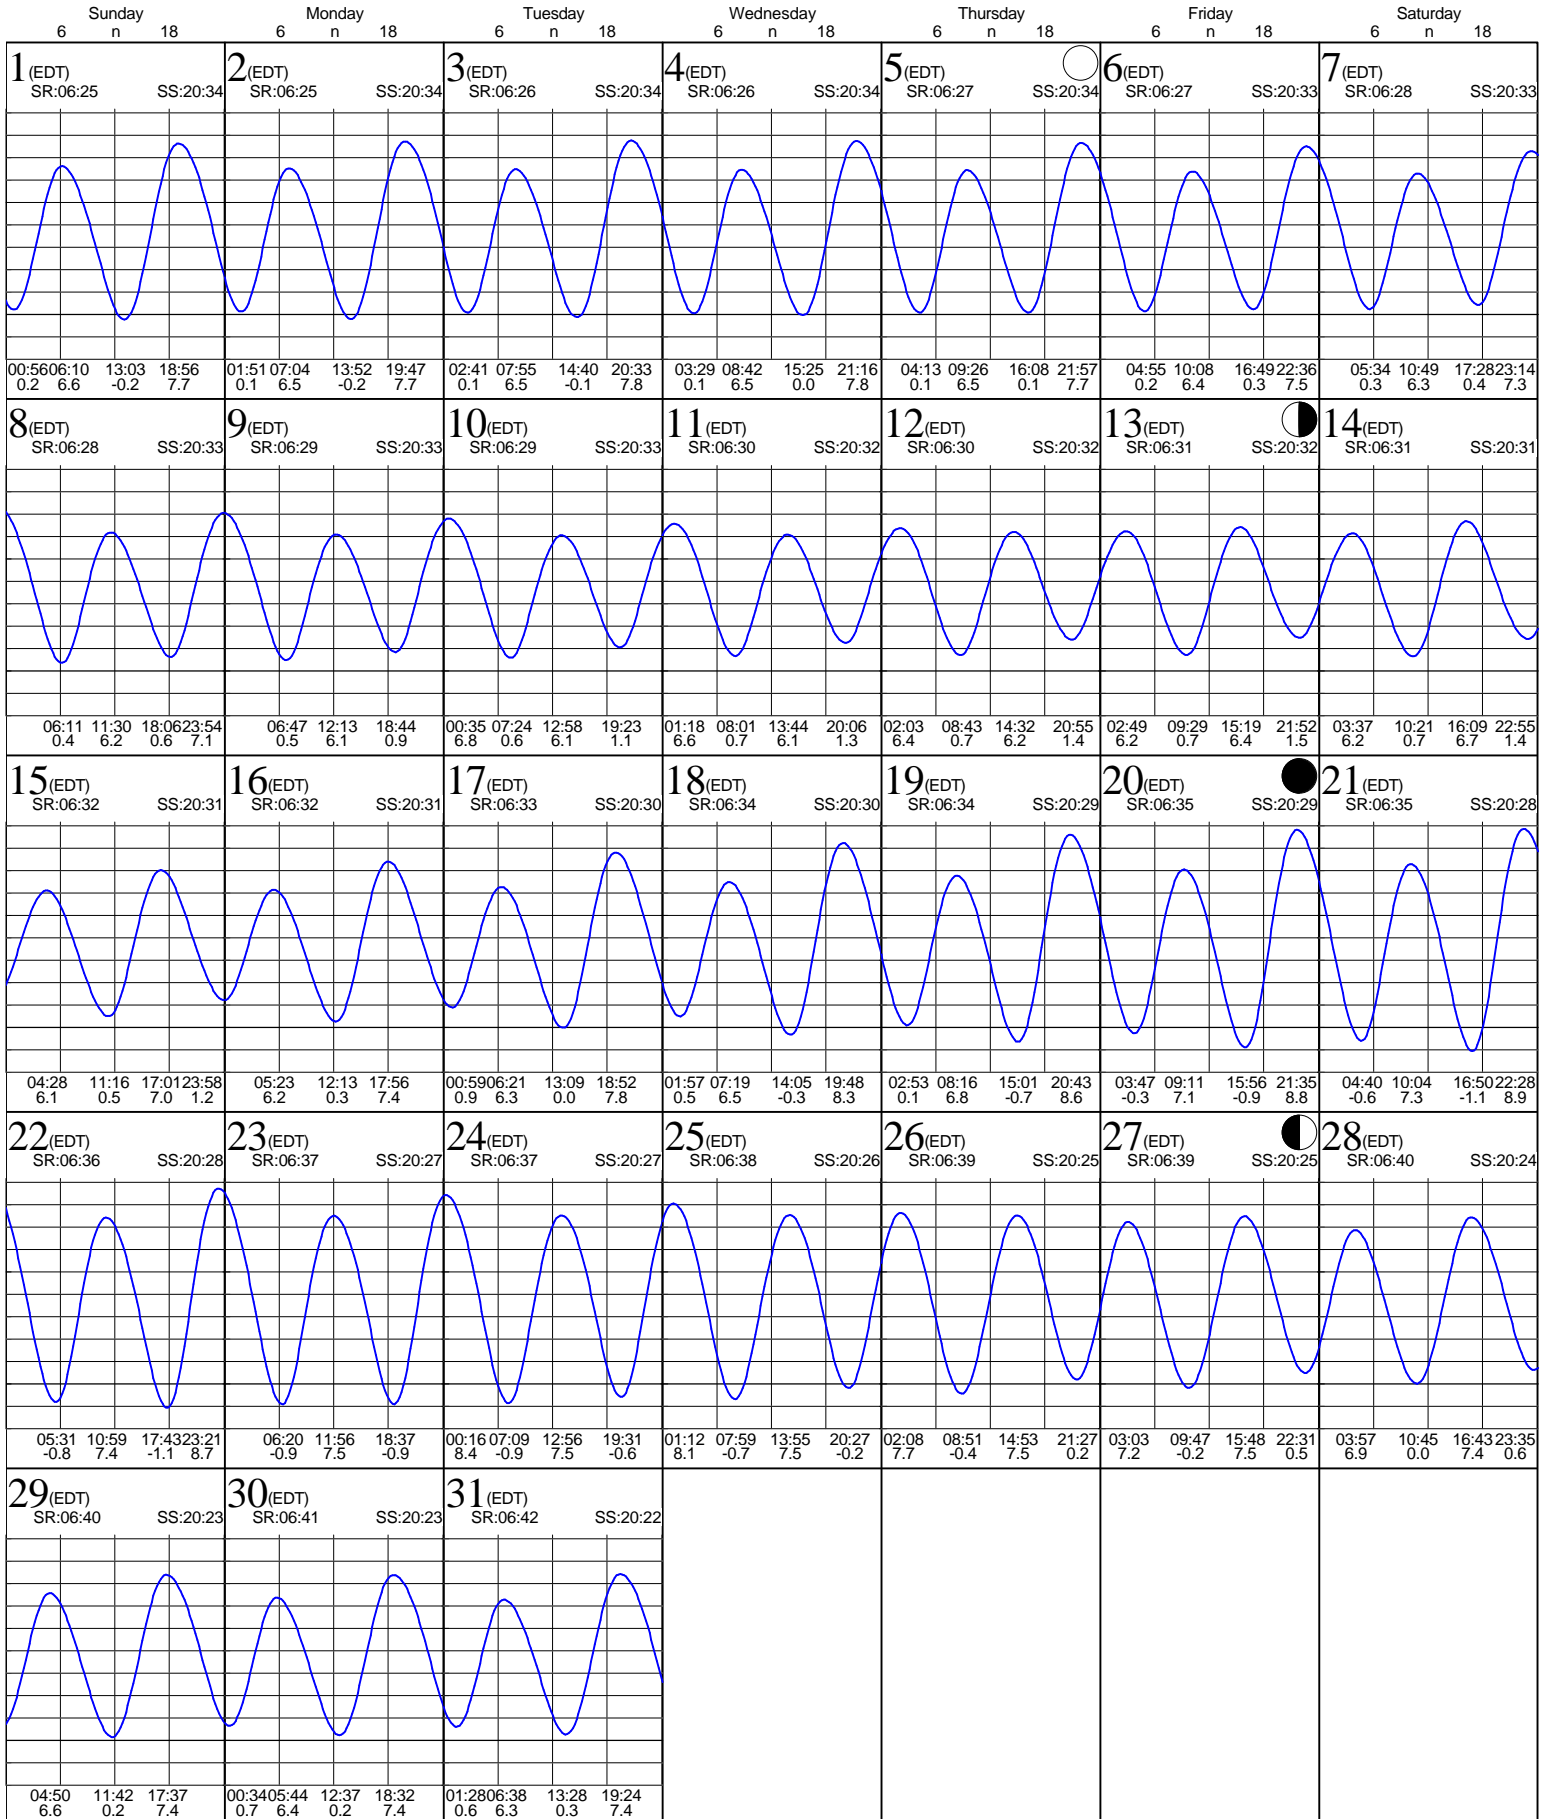 Sunday Monday Tuesday Wednesday Thursday Friday Saturday
6 n 18 6 n 18 6 n 18 6 n 18 6 n 18 6 n 18 6 n 18
1(EDT) 2(EDT) 3(EDT) 4(EDT) 5(EDT) 6(EDT) 7(EDT)
SR:06:25 SS:20:34 SR:06:25 SS:20:34 SR:06:26 SS:20:34 SR:06:26 SS:20:34 SR:06:27 SS:20:34 SR:06:27 SS:20:33 SR:06:28 SS:20:33
00:56 06:10 13:03 18:56 01:51 07:04 13:52 19:47 02:41 07:55 14:40 20:33 03:29 08:42 15:25 21:16 04:13 09:26 16:08 21:57 04:55 10:08 16:49 22:36 05:34 10:49 17:28 23:14
0.2 6.6 -0.2 7.7 0.1 6.5 -0.2 7.7 0.1 6.5 -0.1 7.8 0.1 6.5 0.0 7.8 0.1 6.5 0.1 7.7 0.2 6.4 0.3 7.5 0.3 6.3 0.4 7.3
8(EDT) 9(EDT) 10(EDT) 11(EDT) 12(EDT) 13(EDT) 14(EDT)
SR:06:28 SS:20:33 SR:06:29 SS:20:33 SR:06:29 SS:20:33 SR:06:30 SS:20:32 SR:06:30 SS:20:32 SR:06:31 SS:20:32 SR:06:31 SS:20:31
06:11 11:30 18:06 23:54 06:47 12:13 18:44 00:35 07:24 12:58 19:23 01:18 08:01 13:44 20:06 02:03 08:43 14:32 20:55 02:49 09:29 15:19 21:52 03:37 10:21 16:09 22:55
0.4 6.2 0.6 7.1 0.5 6.1 0.9 6.8 0.6 6.1 1.1 6.6 0.7 6.1 1.3 6.4 0.7 6.2 1.4 6.2 0.7 6.4 1.5 6.2 0.7 6.7 1.4
15(EDT) 16(EDT) 17(EDT) 18(EDT) 19(EDT) 20(EDT) 21(EDT)
SR:06:32 SS:20:31 SR:06:32 SS:20:31 SR:06:33 SS:20:30 SR:06:34 SS:20:30 SR:06:34 SS:20:29 SR:06:35 SS:20:29 SR:06:35 SS:20:28
04:28 11:16 17:01 23:58 05:23 12:13 17:56 00:59 06:21 13:09 18:52 01:57 07:19 14:05 19:48 02:53 08:16 15:01 20:43 03:47 09:11 15:56 21:35 04:40 10:04 16:50 22:28
6.1 0.5 7.0 1.2 6.2 0.3 7.4 0.9 6.3 0.0 7.8 0.5 6.5 -0.3 8.3 0.1 6.8 -0.7 8.6 -0.3 7.1 -0.9 8.8 -0.6 7.3 -1.1 8.9
22(EDT) 23(EDT) 24(EDT) 25(EDT) 26(EDT) 27(EDT) 28(EDT)
SR:06:36 SS:20:28 SR:06:37 SS:20:27 SR:06:37 SS:20:27 SR:06:38 SS:20:26 SR:06:39 SS:20:25 SR:06:39 SS:20:25 SR:06:40 SS:20:24
05:31 10:59 17:43 23:21 06:20 11:56 18:37 00:16 07:09 12:56 19:31 01:12 07:59 13:55 20:27 02:08 08:51 14:53 21:27 03:03 09:47 15:48 22:31 03:57 10:45 16:43 23:35
-0.8 7.4 -1.1 8.7 -0.9 7.5 -0.9 8.4 -0.9 7.5 -0.6 8.1 -0.7 7.5 -0.2 7.7 -0.4 7.5 0.2 7.2 -0.2 7.5 0.5 6.9 0.0 7.4 0.6
29(EDT) 30(EDT) 31(EDT)
SR:06:40 SS:20:23 SR:06:41 SS:20:23 SR:06:42 SS:20:22
04:50 11:42 17:37 00:34 05:44 12:37 18:32 01:28 06:38 13:28 19:24
6.6 0.2 7.4 0.7 6.4 0.2 7.4 0.6 6.3 0.3 7.4